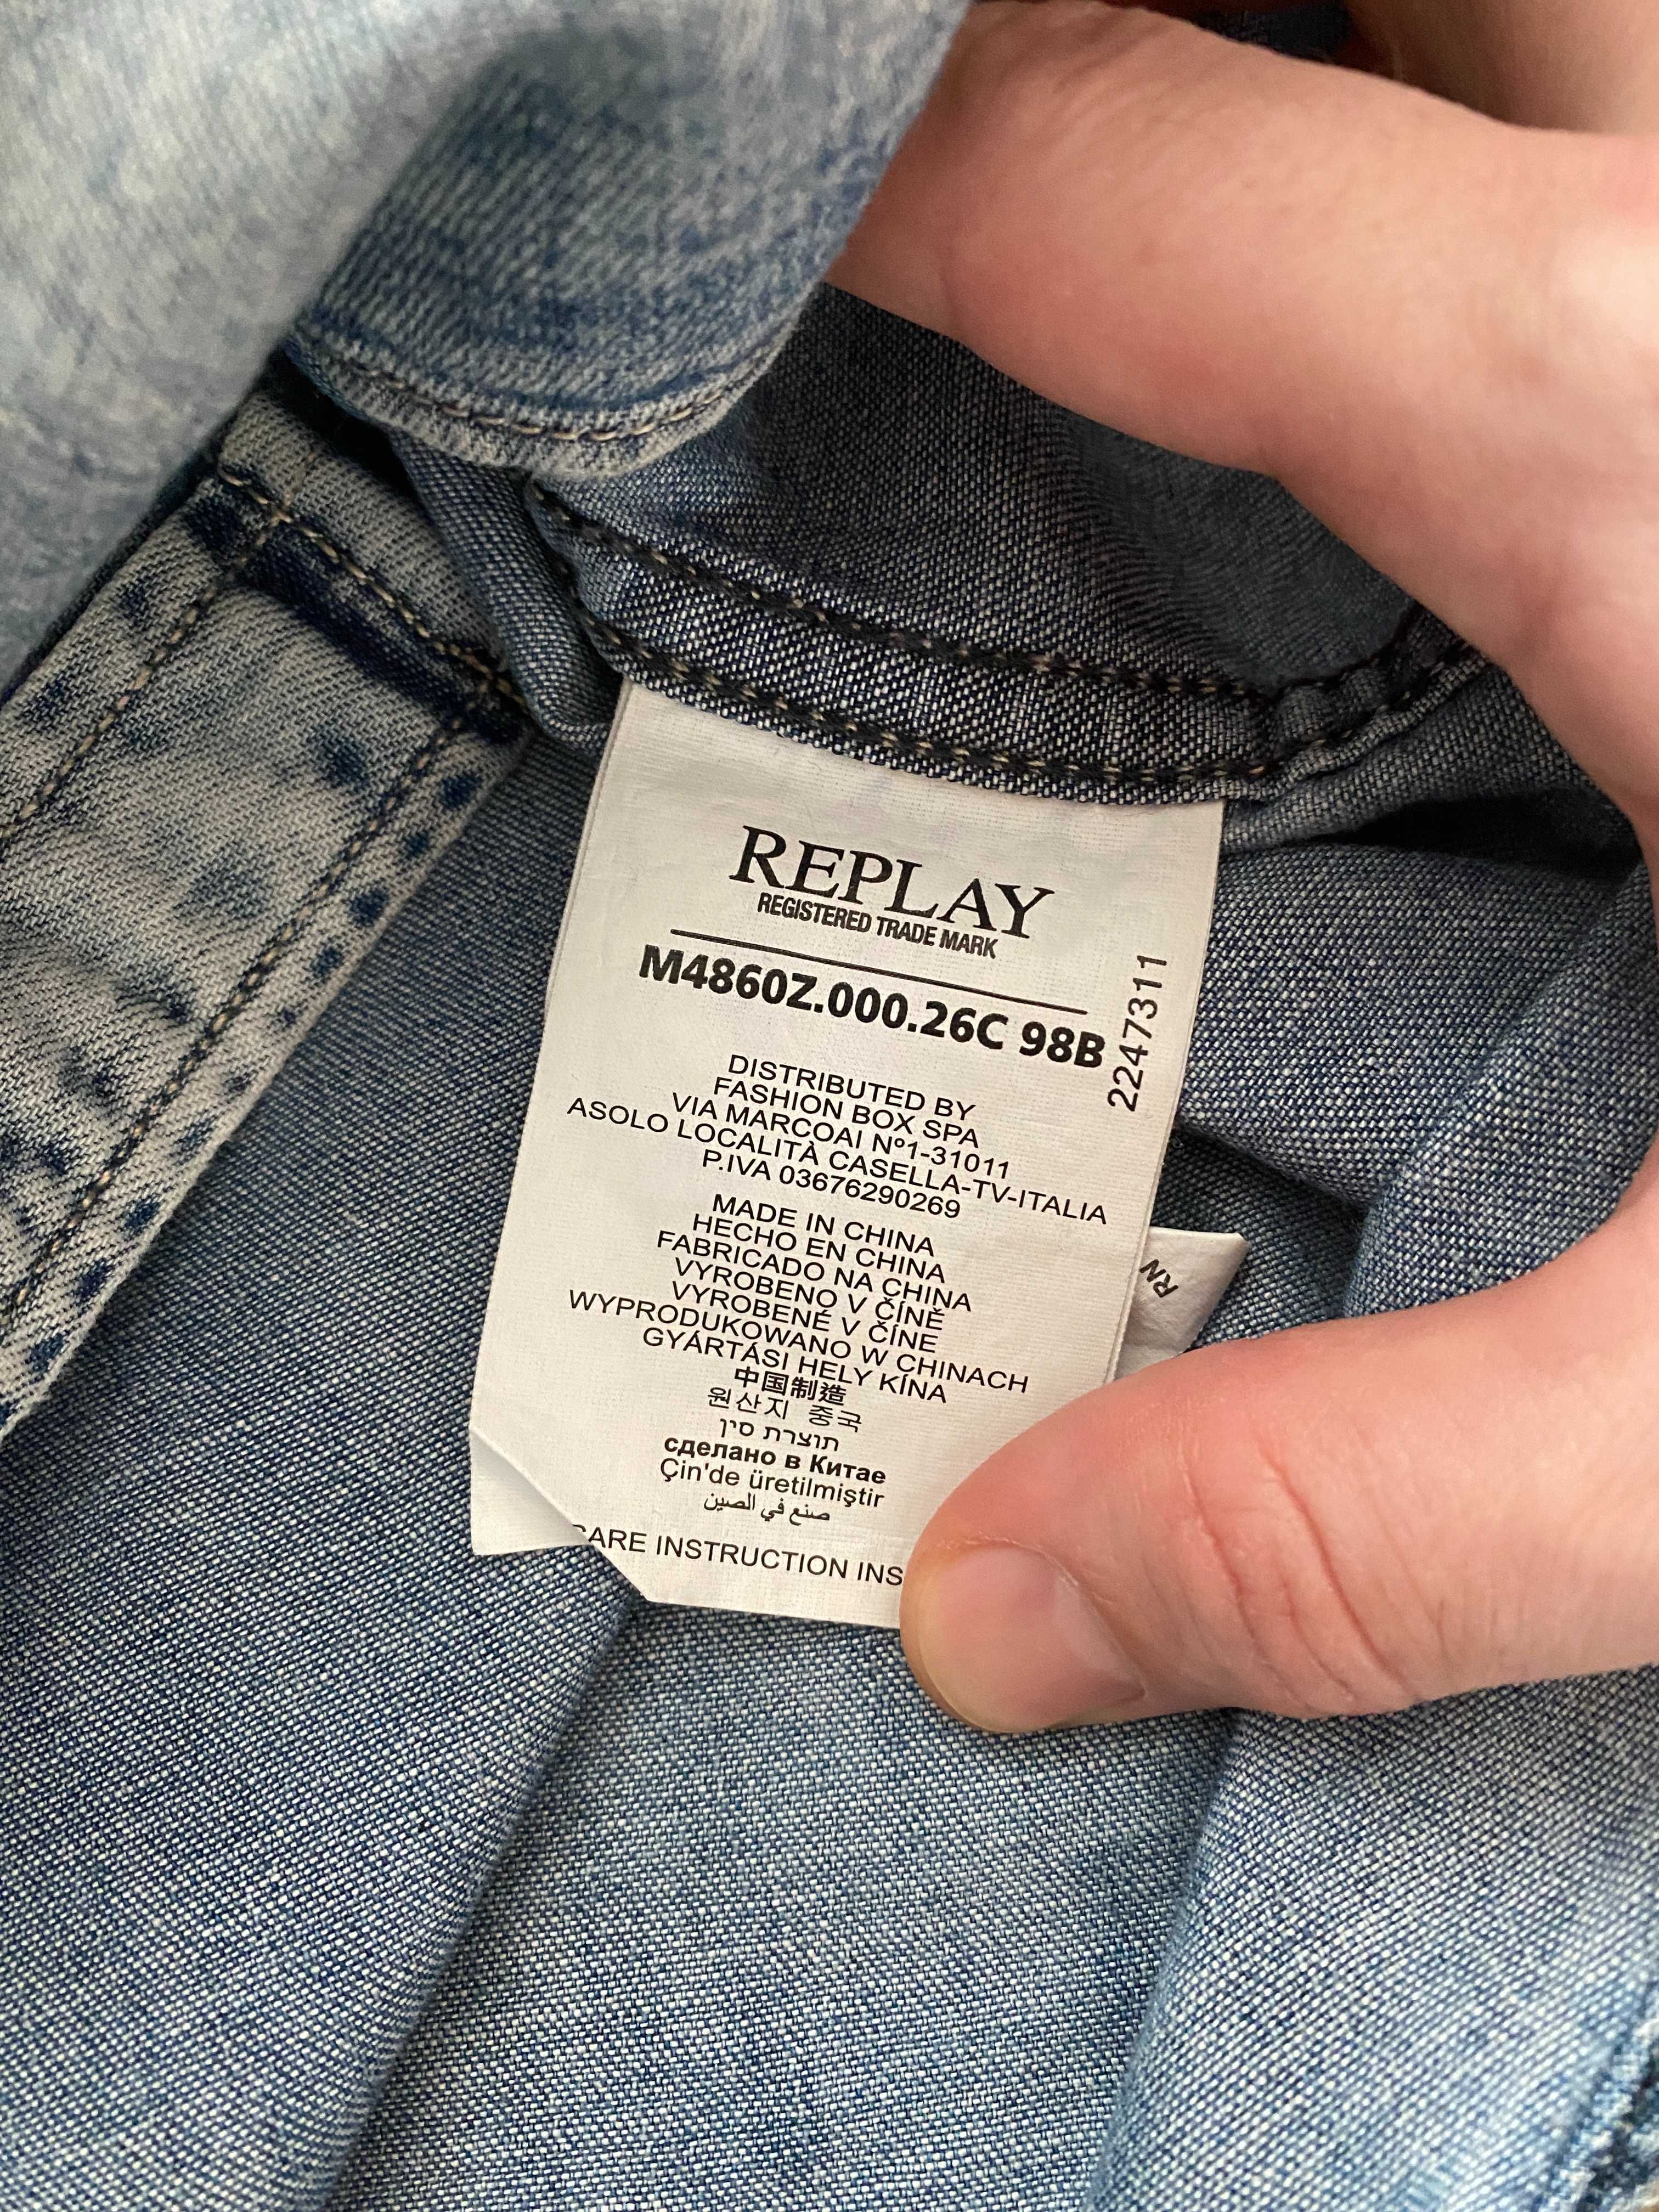 REPLAY
REGISTERED TRADE MARK
M4860Z.000.26C 98B
2247311
DISTRIBUTED BY
FASHION BOX SPA
VIA MARCOAI Nº1-31011
ASOLO LOCALITÀ CASELLA-TV-ITALIA
P.IVA 03676290269
MADE IN CHINA
HECHO EN CHINA
FABRICADO NA CHINA
VYROBENO V ČÍNĚ
VYROBENÉ V ČÍNE
WYPRODUKOWANO W CHINACH
GYÁRTÁSI HELY KÍNA
中国制造
원산지 중국
תוצרת סין
сделано в Китае
Çin'de üretilmiştir
صنع في الصين
CARE INSTRUCTION INS
RN